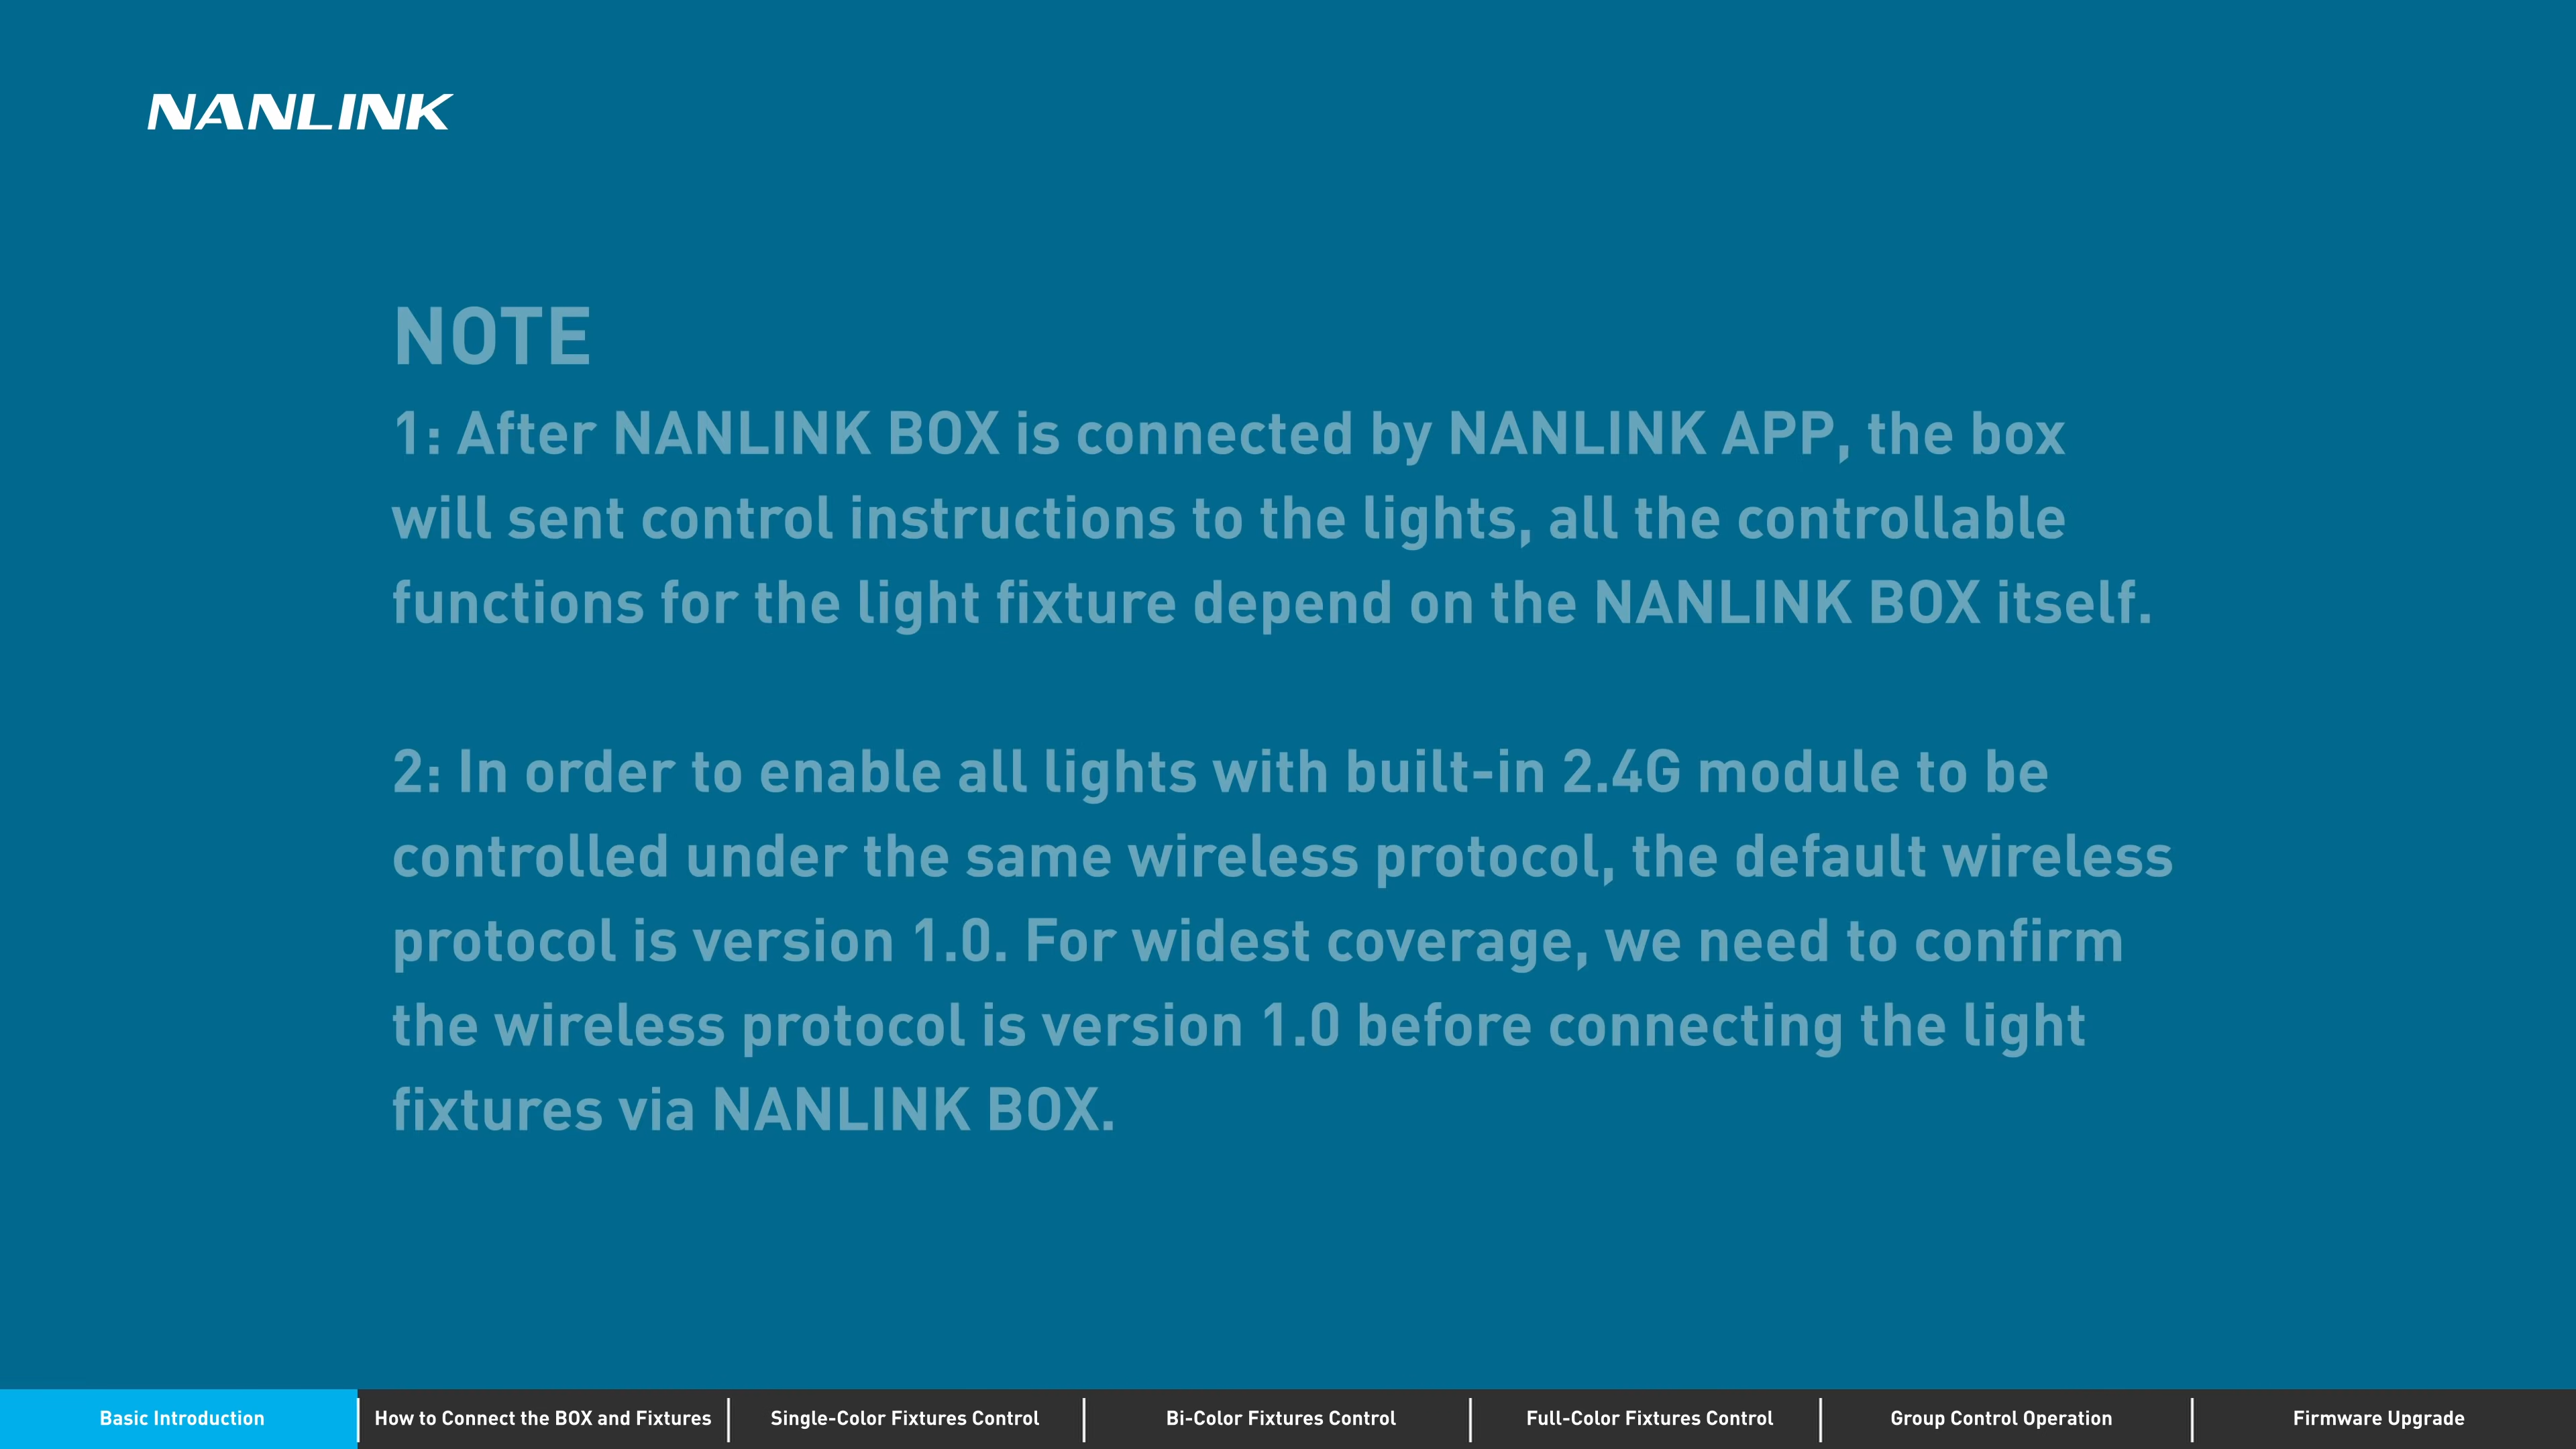 NANLINK
NOTE
1: After NANLINK BOX is connected by NANLINK APP, the box
will sent control instructions to the lights, all the controllable
functions for the light fixture depend on the NANLINK BOX itself.
2: In order to enable all lights with built-in 2.4G module to be
controlled under the same wireless protocol, the default wireless
protocol is version 1.0. For widest coverage, we need to confirm
the wireless protocol is version 1.0 before connecting the light
fixtures via NANLINK BOX.
Basic Introduction
How to Connect the BOX and Fixtures
Single-Color Fixtures Control
Bi-Color Fixtures Control
Full-Color Fixtures Control
Group Control Operation
Firmware Upgrade